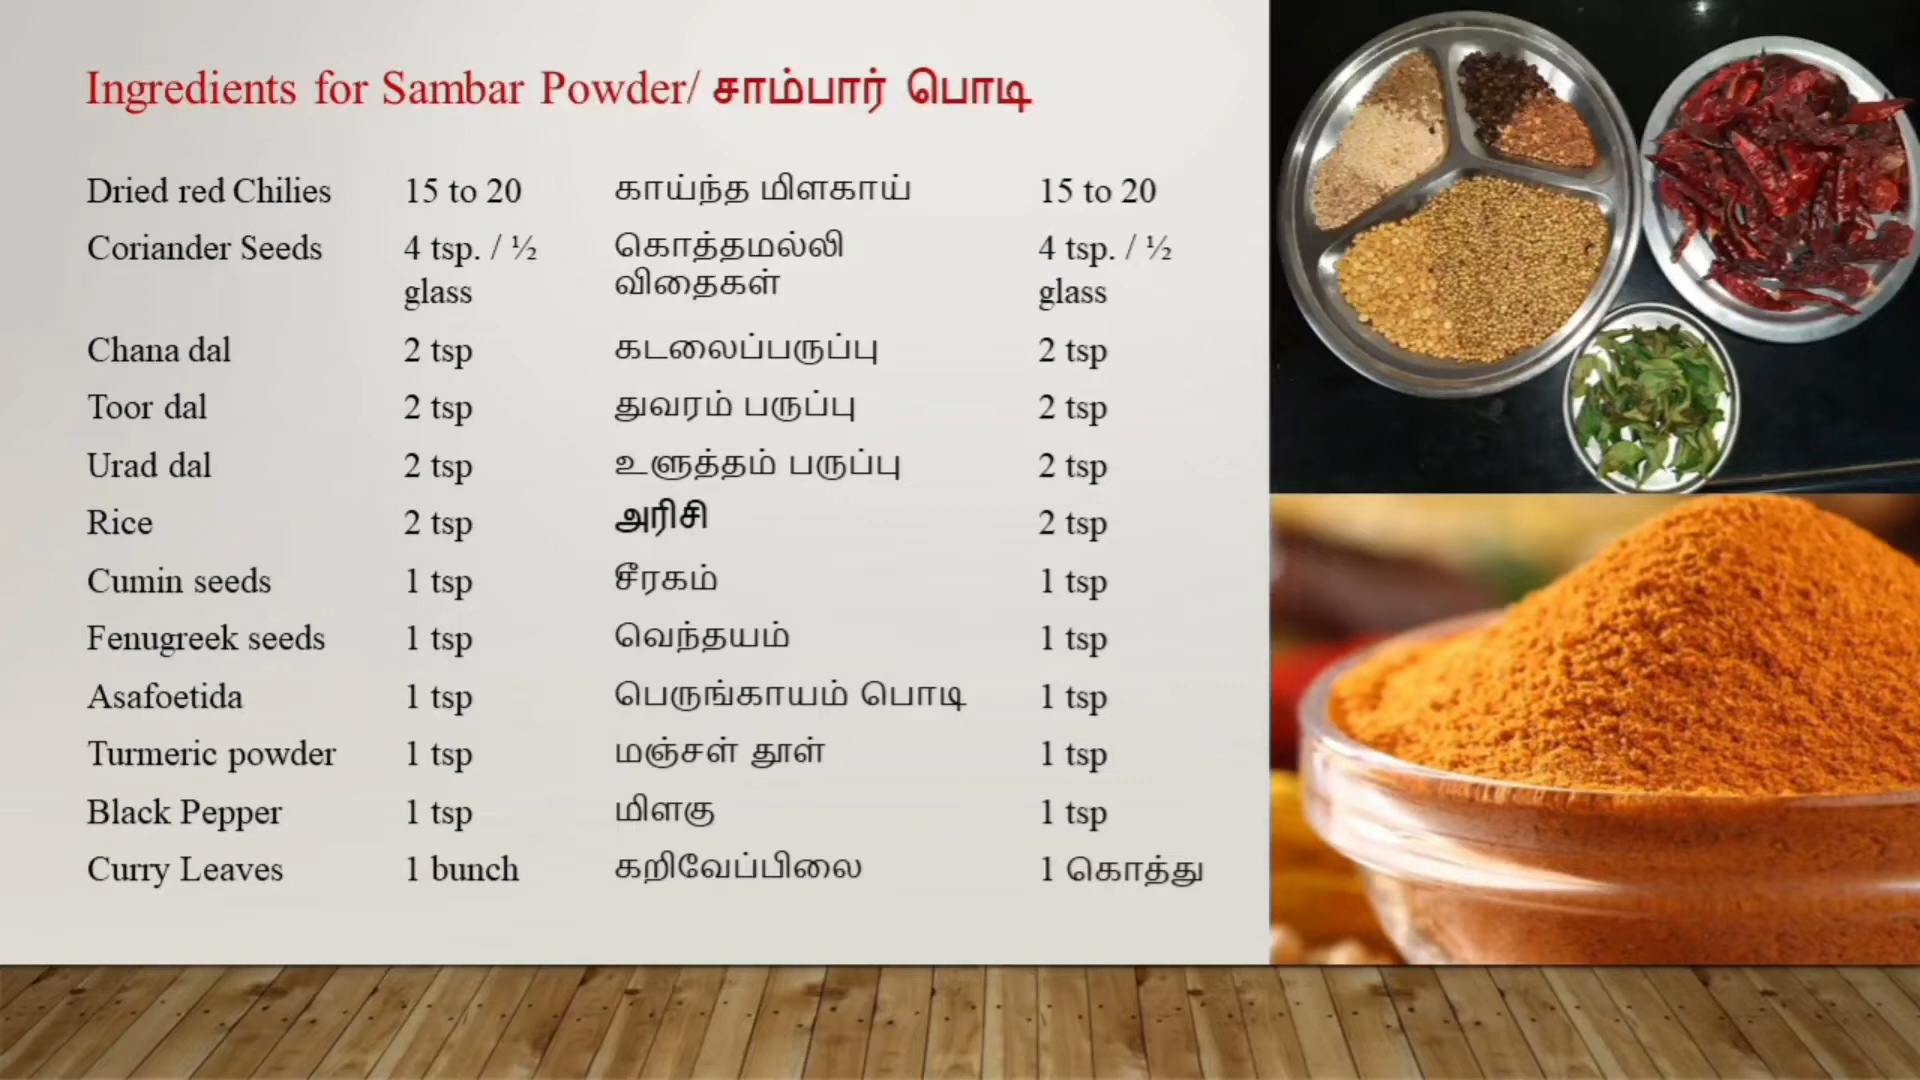 Ingredients for Sambar Powder/ சாம்பார் பொடி
Dried red Chilies 15 to 20 காய்ந்த மிளகாய் 15 to 20
Coriander Seeds 4 tsp. / ½ கொத்தமல்லி 4 tsp. / ½
glass விதைகள் glass
Chana dal 2 tsp கடலைப்பருப்பு 2 tsp
Toor dal 2 tsp துவரம் பருப்பு 2 tsp
Urad dal 2 tsp உளுத்தம் பருப்பு 2 tsp
Rice 2 tsp அரிசி 2 tsp
Cumin seeds 1 tsp சீரகம் 1 tsp
Fenugreek seeds 1 tsp வெந்தயம் 1 tsp
Asafoetida 1 tsp பெருங்காயம் பொடி 1 tsp
Turmeric powder 1 tsp மஞ்சள் தூள் 1 tsp
Black Pepper 1 tsp மிளகு 1 tsp
Curry Leaves 1 bunch கறிவேப்பிலை 1 கொத்து